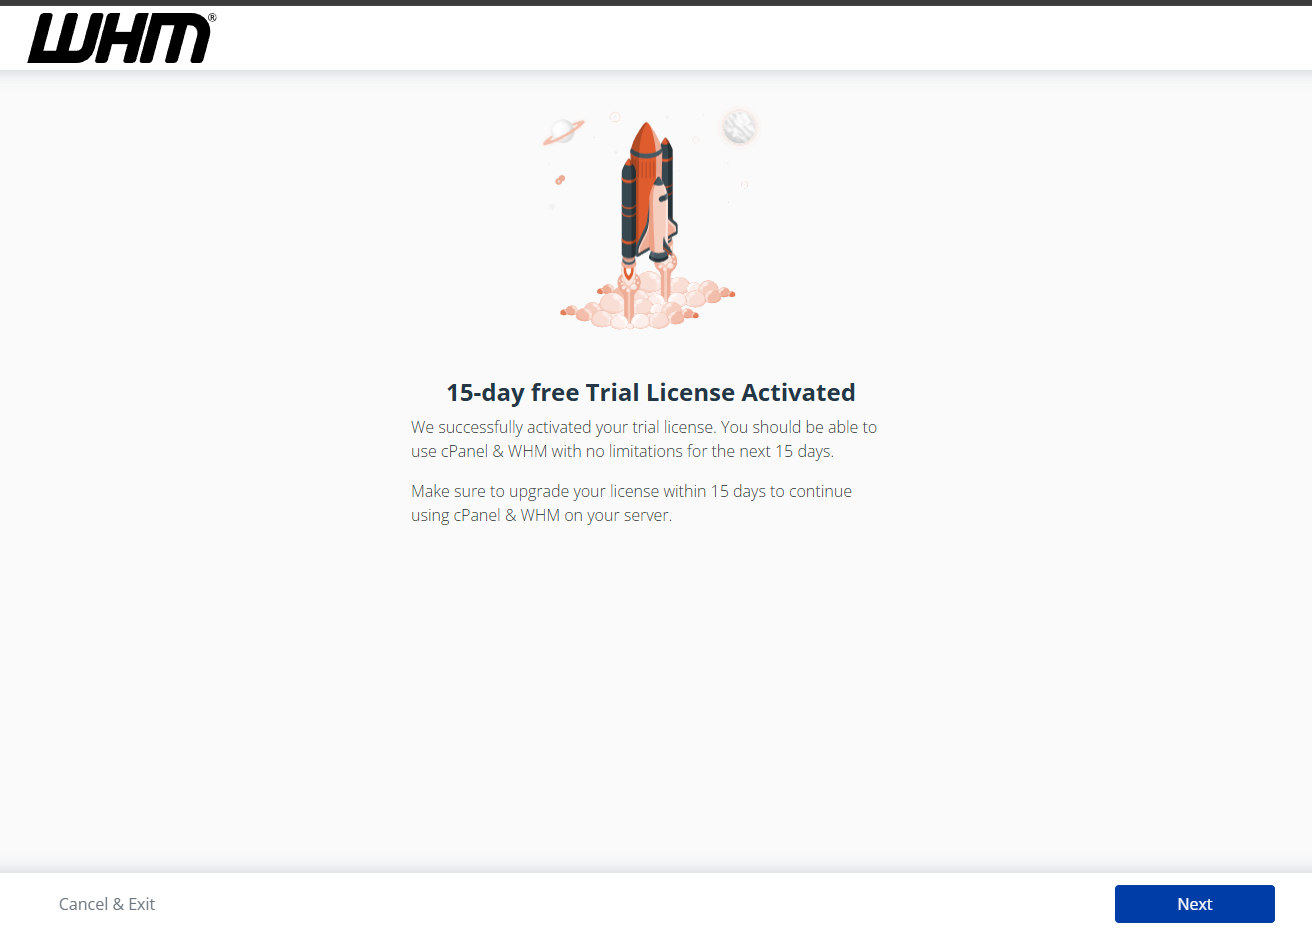 WHM®
15-day free Trial License Activated
We successfully activated your trial license. You should be able to
use cPanel & WHM with no limitations for the next 15 days.
Make sure to upgrade your license within 15 days to continue
using cPanel & WHM on your server.
Cancel & Exit
Next